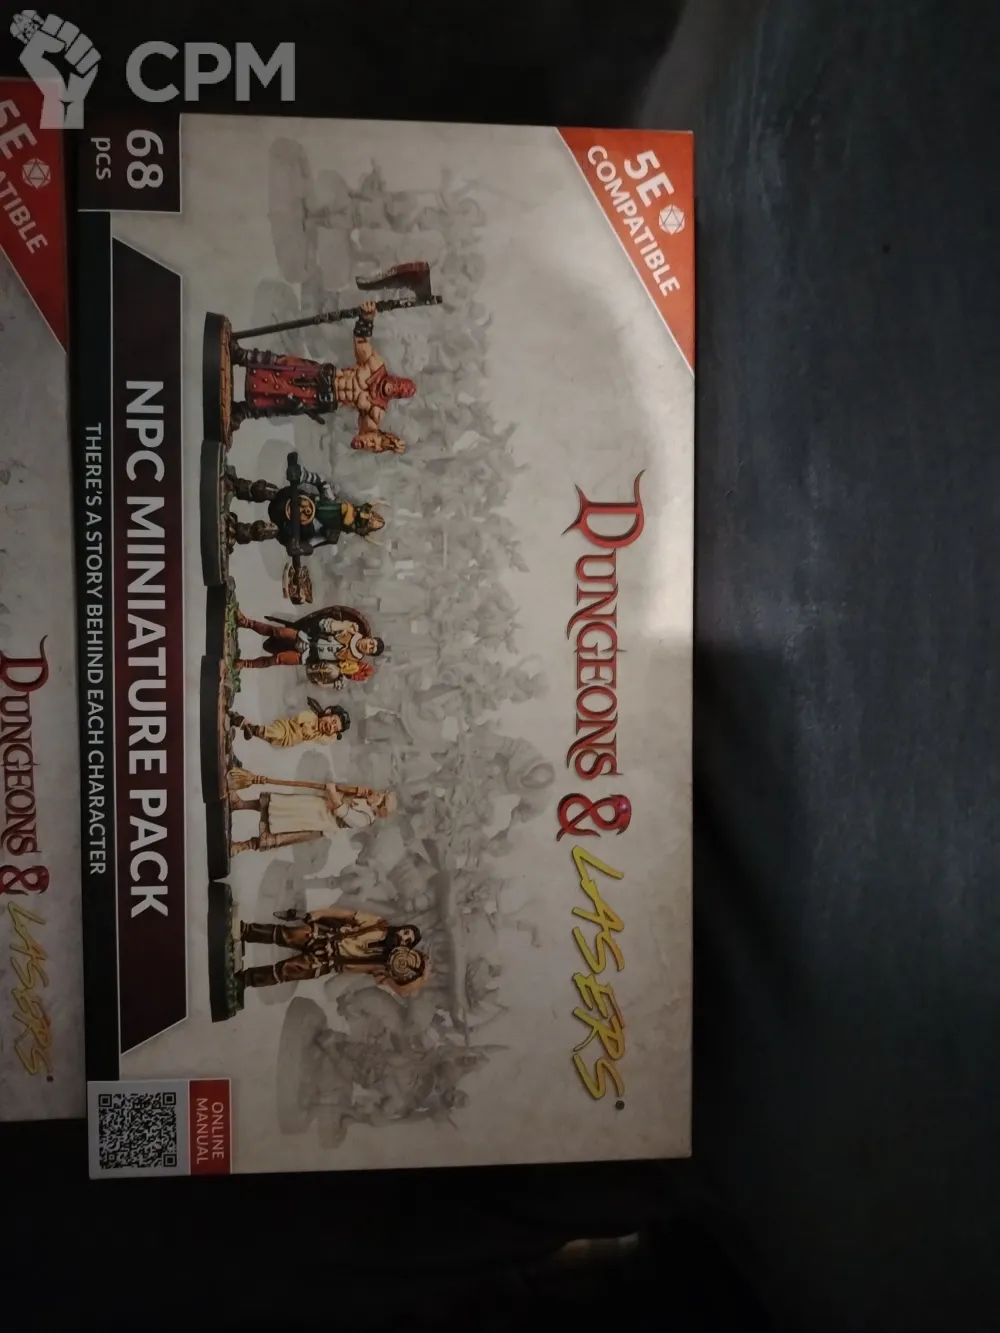 CPM
5E
COMPATIBLE
DUNGEONS & LASERS
68
PCS
NPC MINIATURE PACK
THERE'S A STORY BEHIND EACH CHARACTER
ONLINE
MANUAL
5E
ATIBLE
DUNGEONS & LASERS